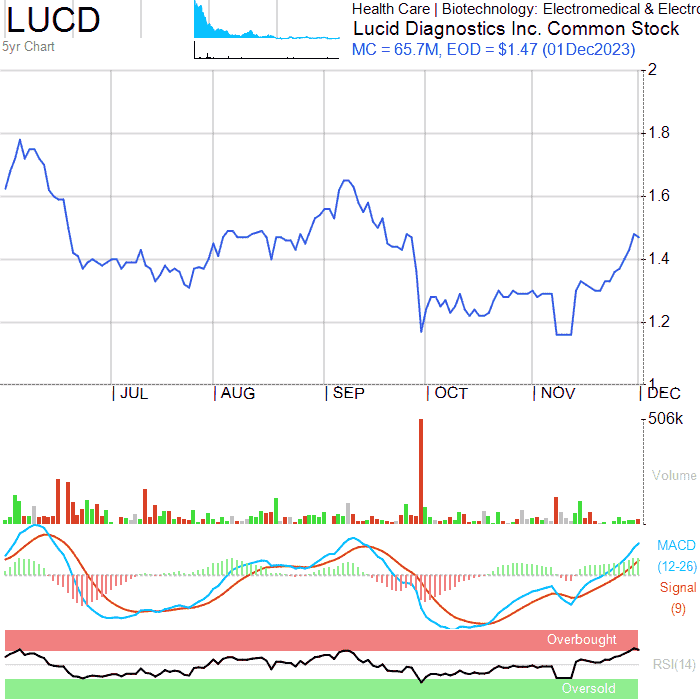 LUCD
5yr Chart
Health Care | Biotechnology: Electromedical & Electro
Lucid Diagnostics Inc. Common Stock
MC = 65.7M, EOD = $1.47 (01Dec2023)
2
1.8
1.6
1.4
1.2
1
JUL
AUG
SEP
OCT
NOV
DEC
506k
Volume
MACD
(12-26)
Signal
(9)
Overbought
RSI(14)
Oversold